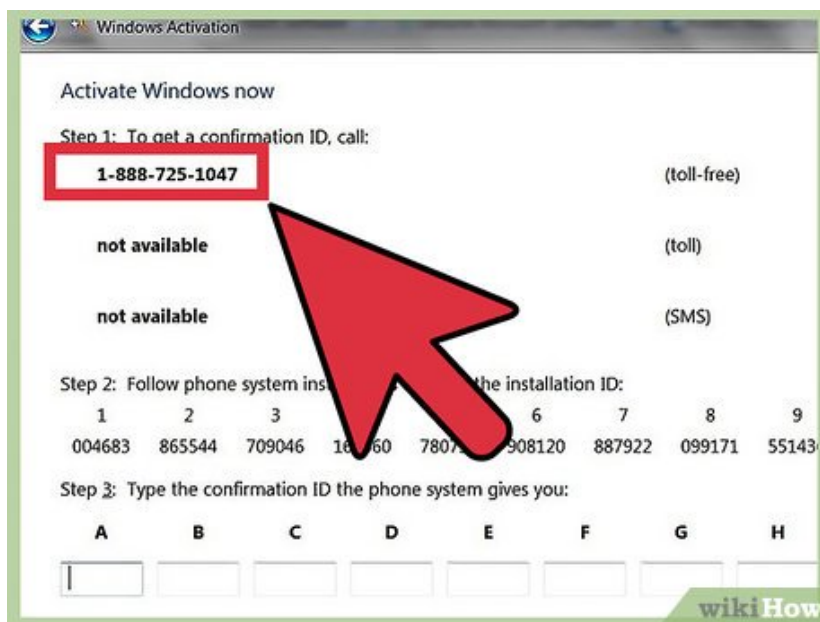 Windows Activation
Activate Windows now
Step 1: To get a confirmation ID, call:
1-888-725-1047 (toll-free)
not available (toll)
not available (SMS)
Step 2: Follow phone system the installation ID:
1 2 3 6 7 8 9
004683 865544 709046 908120 887922 099171
Step 3: Type the confirmation ID the phone system gives you:
A B C D E F G H
wikiHow